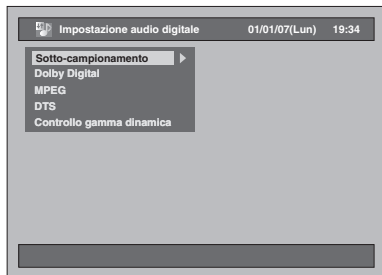 Impostazione audio digitale 01/01/07(Lun) 19:34
Sotto-campionamento
Dolby Digital
MPEG
DTS
Controllo gamma dinamica